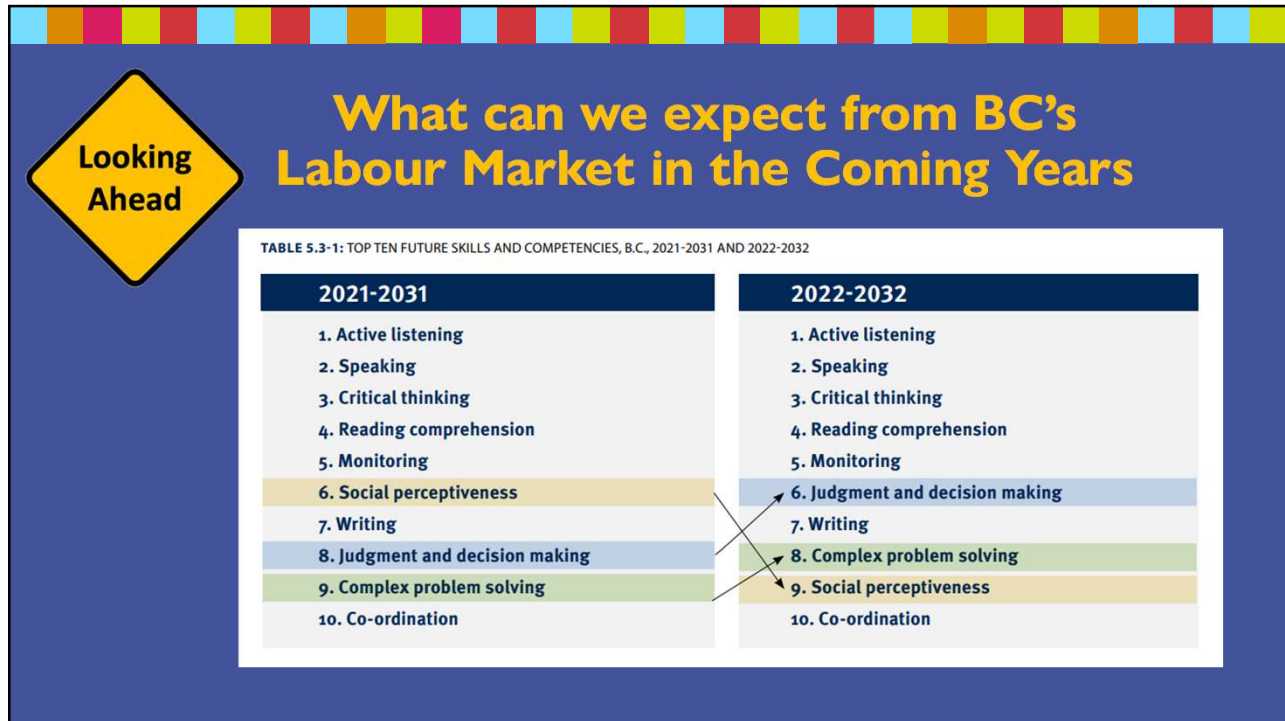 Looking
Ahead
What can we expect from BC's
Labour Market in the Coming Years
TABLE 5.3-1: TOP TEN FUTURE SKILLS AND COMPETENCIES, B.C., 2021-2031 AND 2022-2032
2021-2031
1. Active listening
2. Speaking
3. Critical thinking
4. Reading comprehension
5. Monitoring
6. Social perceptiveness
7. Writing
8. Judgment and decision making
9. Complex problem solving
10. Co-ordination
2022-2032
1. Active listening
2. Speaking
3. Critical thinking
4. Reading comprehension
5. Monitoring
6. Judgment and decision making
7. Writing
8. Complex problem solving
9. Social perceptiveness
10. Co-ordination